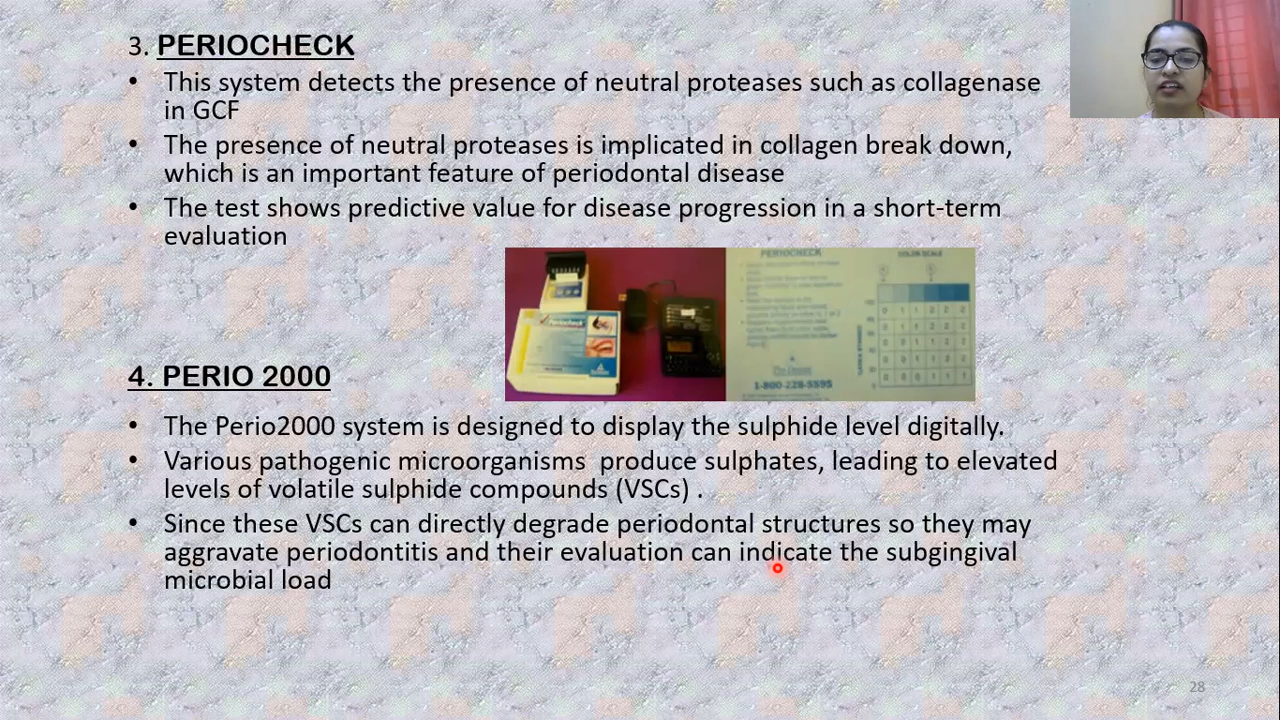 3. PERIOCHECK
• This system detects the presence of neutral proteases such as collagenase
in GCF
• The presence of neutral proteases is implicated in collagen break down,
which is an important feature of periodontal disease
• The test shows predictive value for disease progression in a short-term
evaluation
Periocheck
PERIOCHECK
COLOR SCALE
1-800-228-5595
4. PERIO 2000
• The Perio2000 system is designed to display the sulphide level digitally.
• Various pathogenic microorganisms  produce sulphates, leading to elevated
levels of volatile sulphide compounds (VSCs) .
• Since these VSCs can directly degrade periodontal structures so they may
aggravate periodontitis and their evaluation can indicate the subgingival
microbial load
28